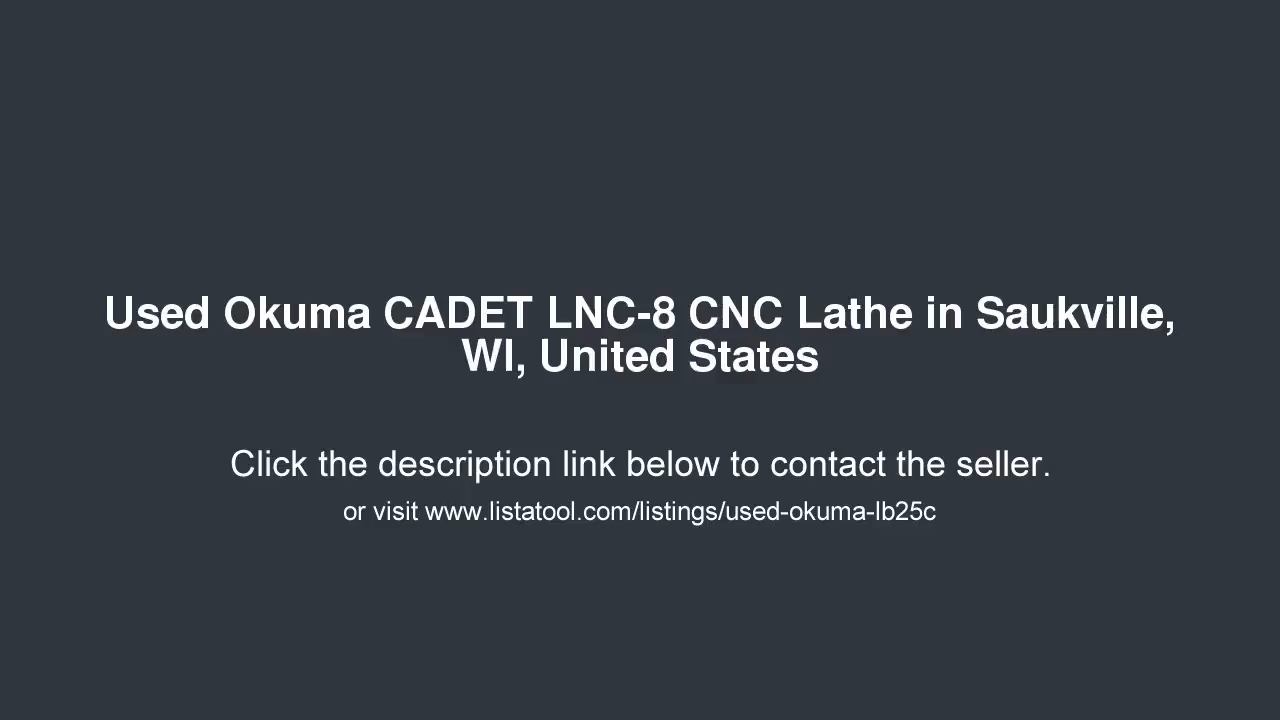 Used Okuma CADET LNC-8 CNC Lathe in Saukville,
WI, United States
Click the description link below to contact the seller.
or visit www.listatool.com/listings/used-okuma-lb25c